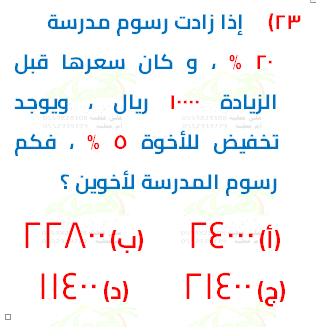 ٢٣) إذا زادت رسوم مدرسة
٢٠ % ، و كان سعرها قبل
الزيادة ١٠٠٠٠ ريال ، ويوجد
تخفيض للأخوة ٥ % ، فكم
رسوم المدرسة لأخوين ؟
(أ) ٢٤٠٠٠ (ب) ٢٢٨٠٠
(ج) ٢١٤٠٠ (د) ١١٤٠٠